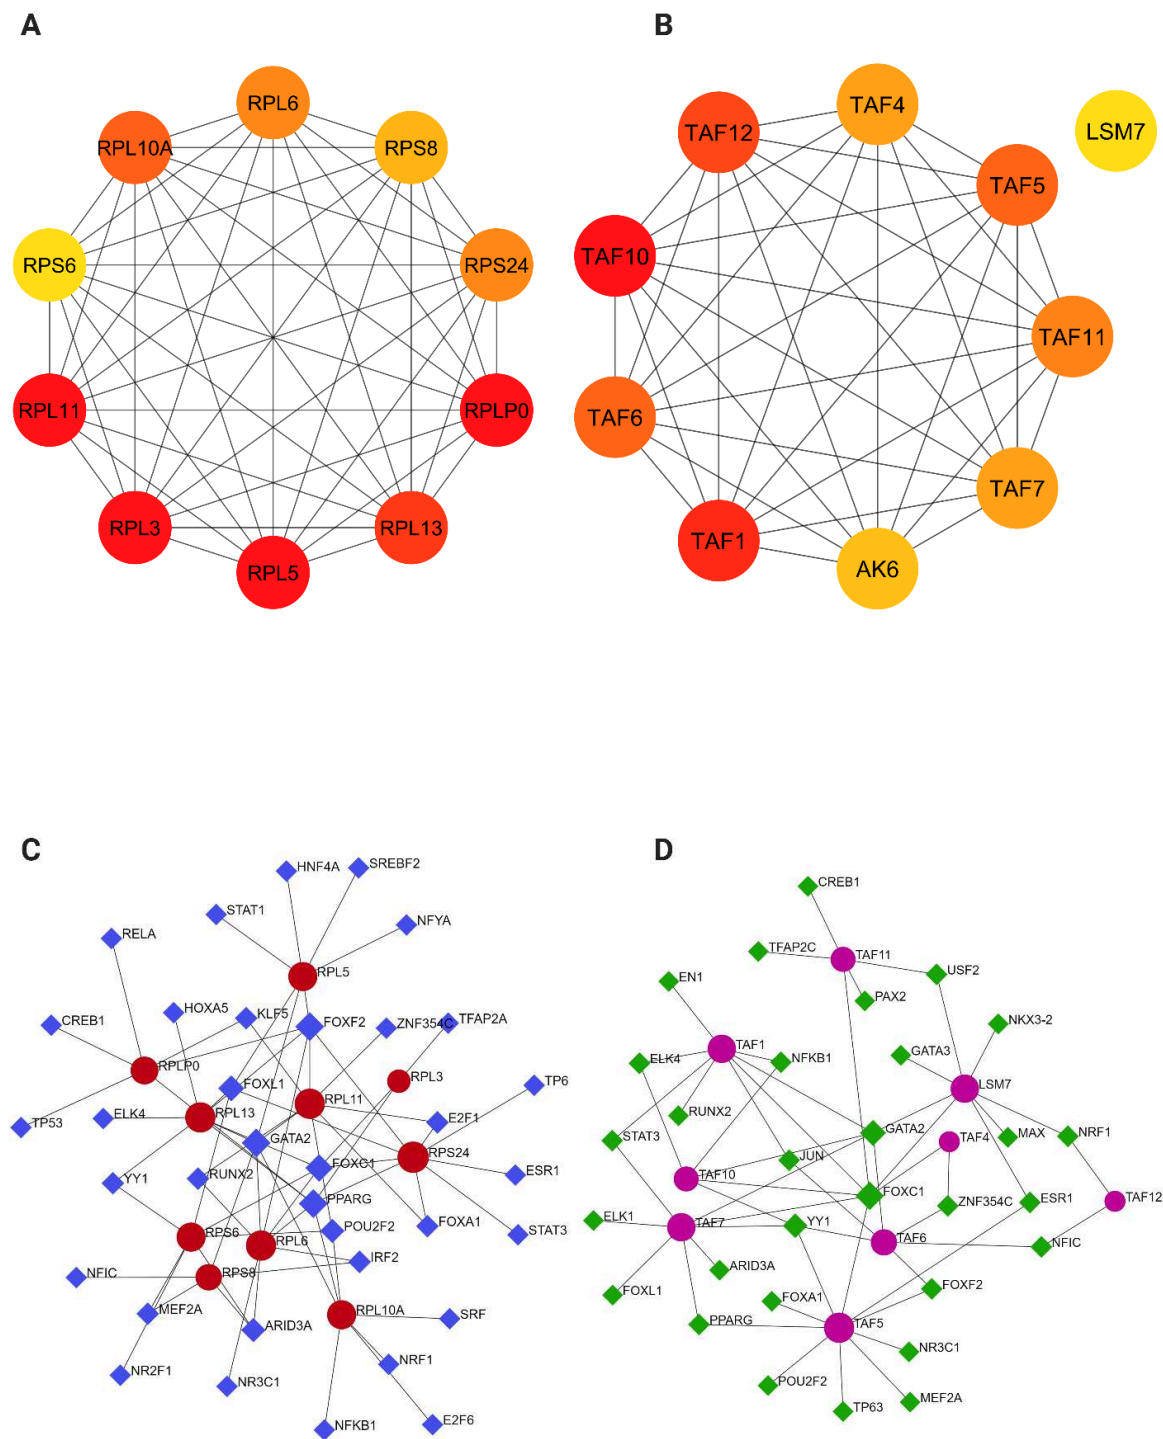 A
B
RPL6
RPL10A
RPS8
RPS6
RPS24
RPL11
RPLP0
RPL3
RPL13
RPL5
TAF4
LSM7
TAF12
TAF5
TAF10
TAF11
TAF6
TAF7
TAF1
AK6
C
D
HNF4A
SREBF2
STAT1
NFYA
RELA
RPL5
HOXA5
KLF5
CREB1
FOXF2
ZNF354C
TFAP2A
RPLP0
RPL3
FOXL1
TP6
RPL11
ELK4
RPL13
E2F1
TP53
GATA2
RPS24
FOXC1
ESR1
RUNX2
YY1
PPARG
FOXA1
POU2F2
STAT3
RPS6
RPL6
IRF2
NFIC
RPS8
MEF2A
RPL10A
SRF
ARID3A
NRF1
NR2F1
NR3C1
NFKB1
E2F6
CREB1
TFAP2C
TAF11
USF2
EN1
PAX2
NKX3-2
TAF1
GATA3
ELK4
NFKB1
LSM7
RUNX2
GATA2
STAT3
TAF4
MAX
NRF1
JUN
TAF10
FOXC1
ZNF354C
ESR1
TAF12
ELK1
TAF7
YY1
TAF6
NFIC
ARID3A
FOXL1
FOXF2
FOXA1
PPARG
TAF5
NR3C1
POU2F2
TP63
MEF2A